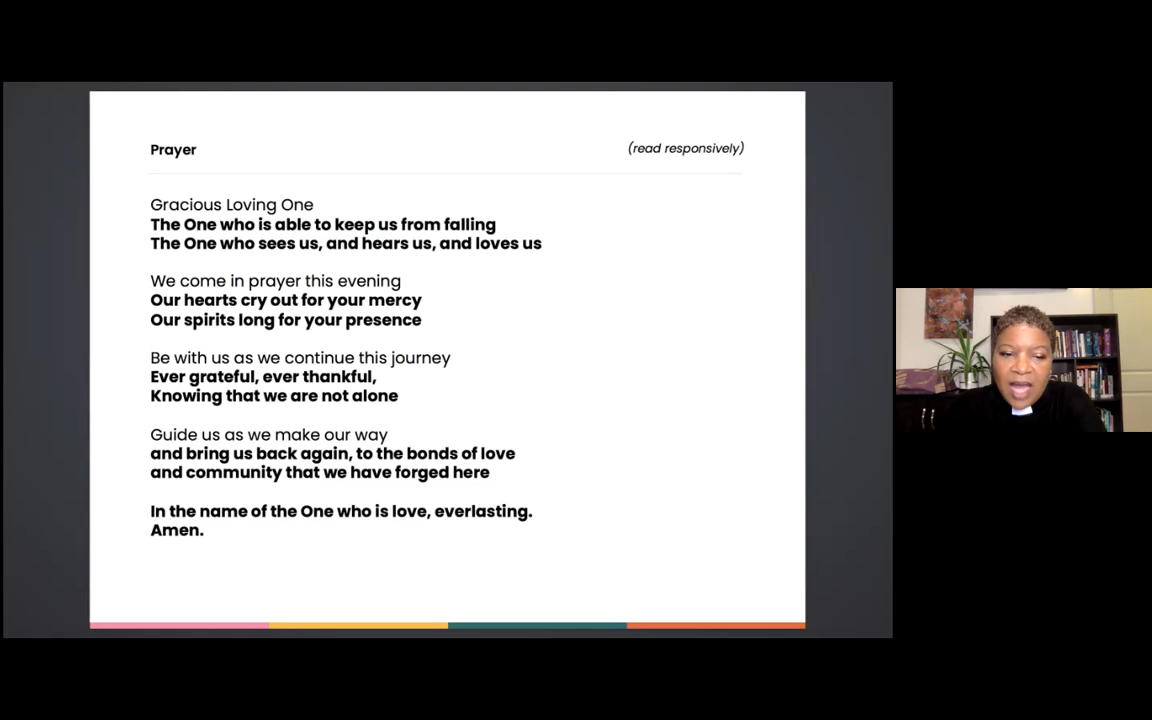 Prayer
(read responsively)
Gracious Loving One
The One who is able to keep us from falling
The One who sees us, and hears us, and loves us
We come in prayer this evening
Our hearts cry out for your mercy
Our spirits long for your presence
Be with us as we continue this journey
Ever grateful, ever thankful,
Knowing that we are not alone
Guide us as we make our way
and bring us back again, to the bonds of love
and community that we have forged here
In the name of the One who is love, everlasting.
Amen.